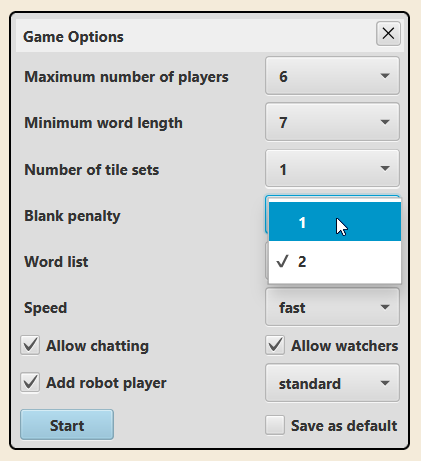 Game Options
Maximum number of players 6
Minimum word length 7
Number of tile sets 1
Blank penalty 1
Word list ✓ 2
Speed fast
✓ Allow chatting ✓ Allow watchers
✓ Add robot player standard
Start Save as default